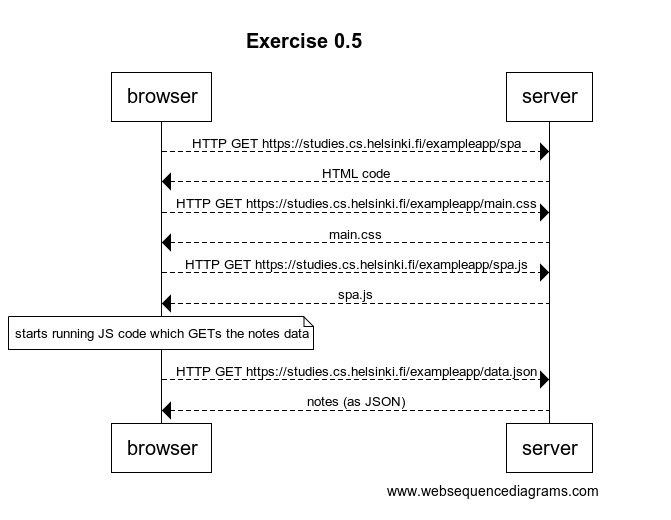 Exercise 0.5
browser
server
HTTP GET https://studies.cs.helsinki.fi/exampleapp/spa
HTML code
HTTP GET https://studies.cs.helsinki.fi/exampleapp/main.css
main.css
HTTP GET https://studies.cs.helsinki.fi/exampleapp/spa.js
spa.js
starts running JS code which GETs the notes data
HTTP GET https://studies.cs.helsinki.fi/exampleapp/data.json
notes (as JSON)
browser
server
www.websequencediagrams.com